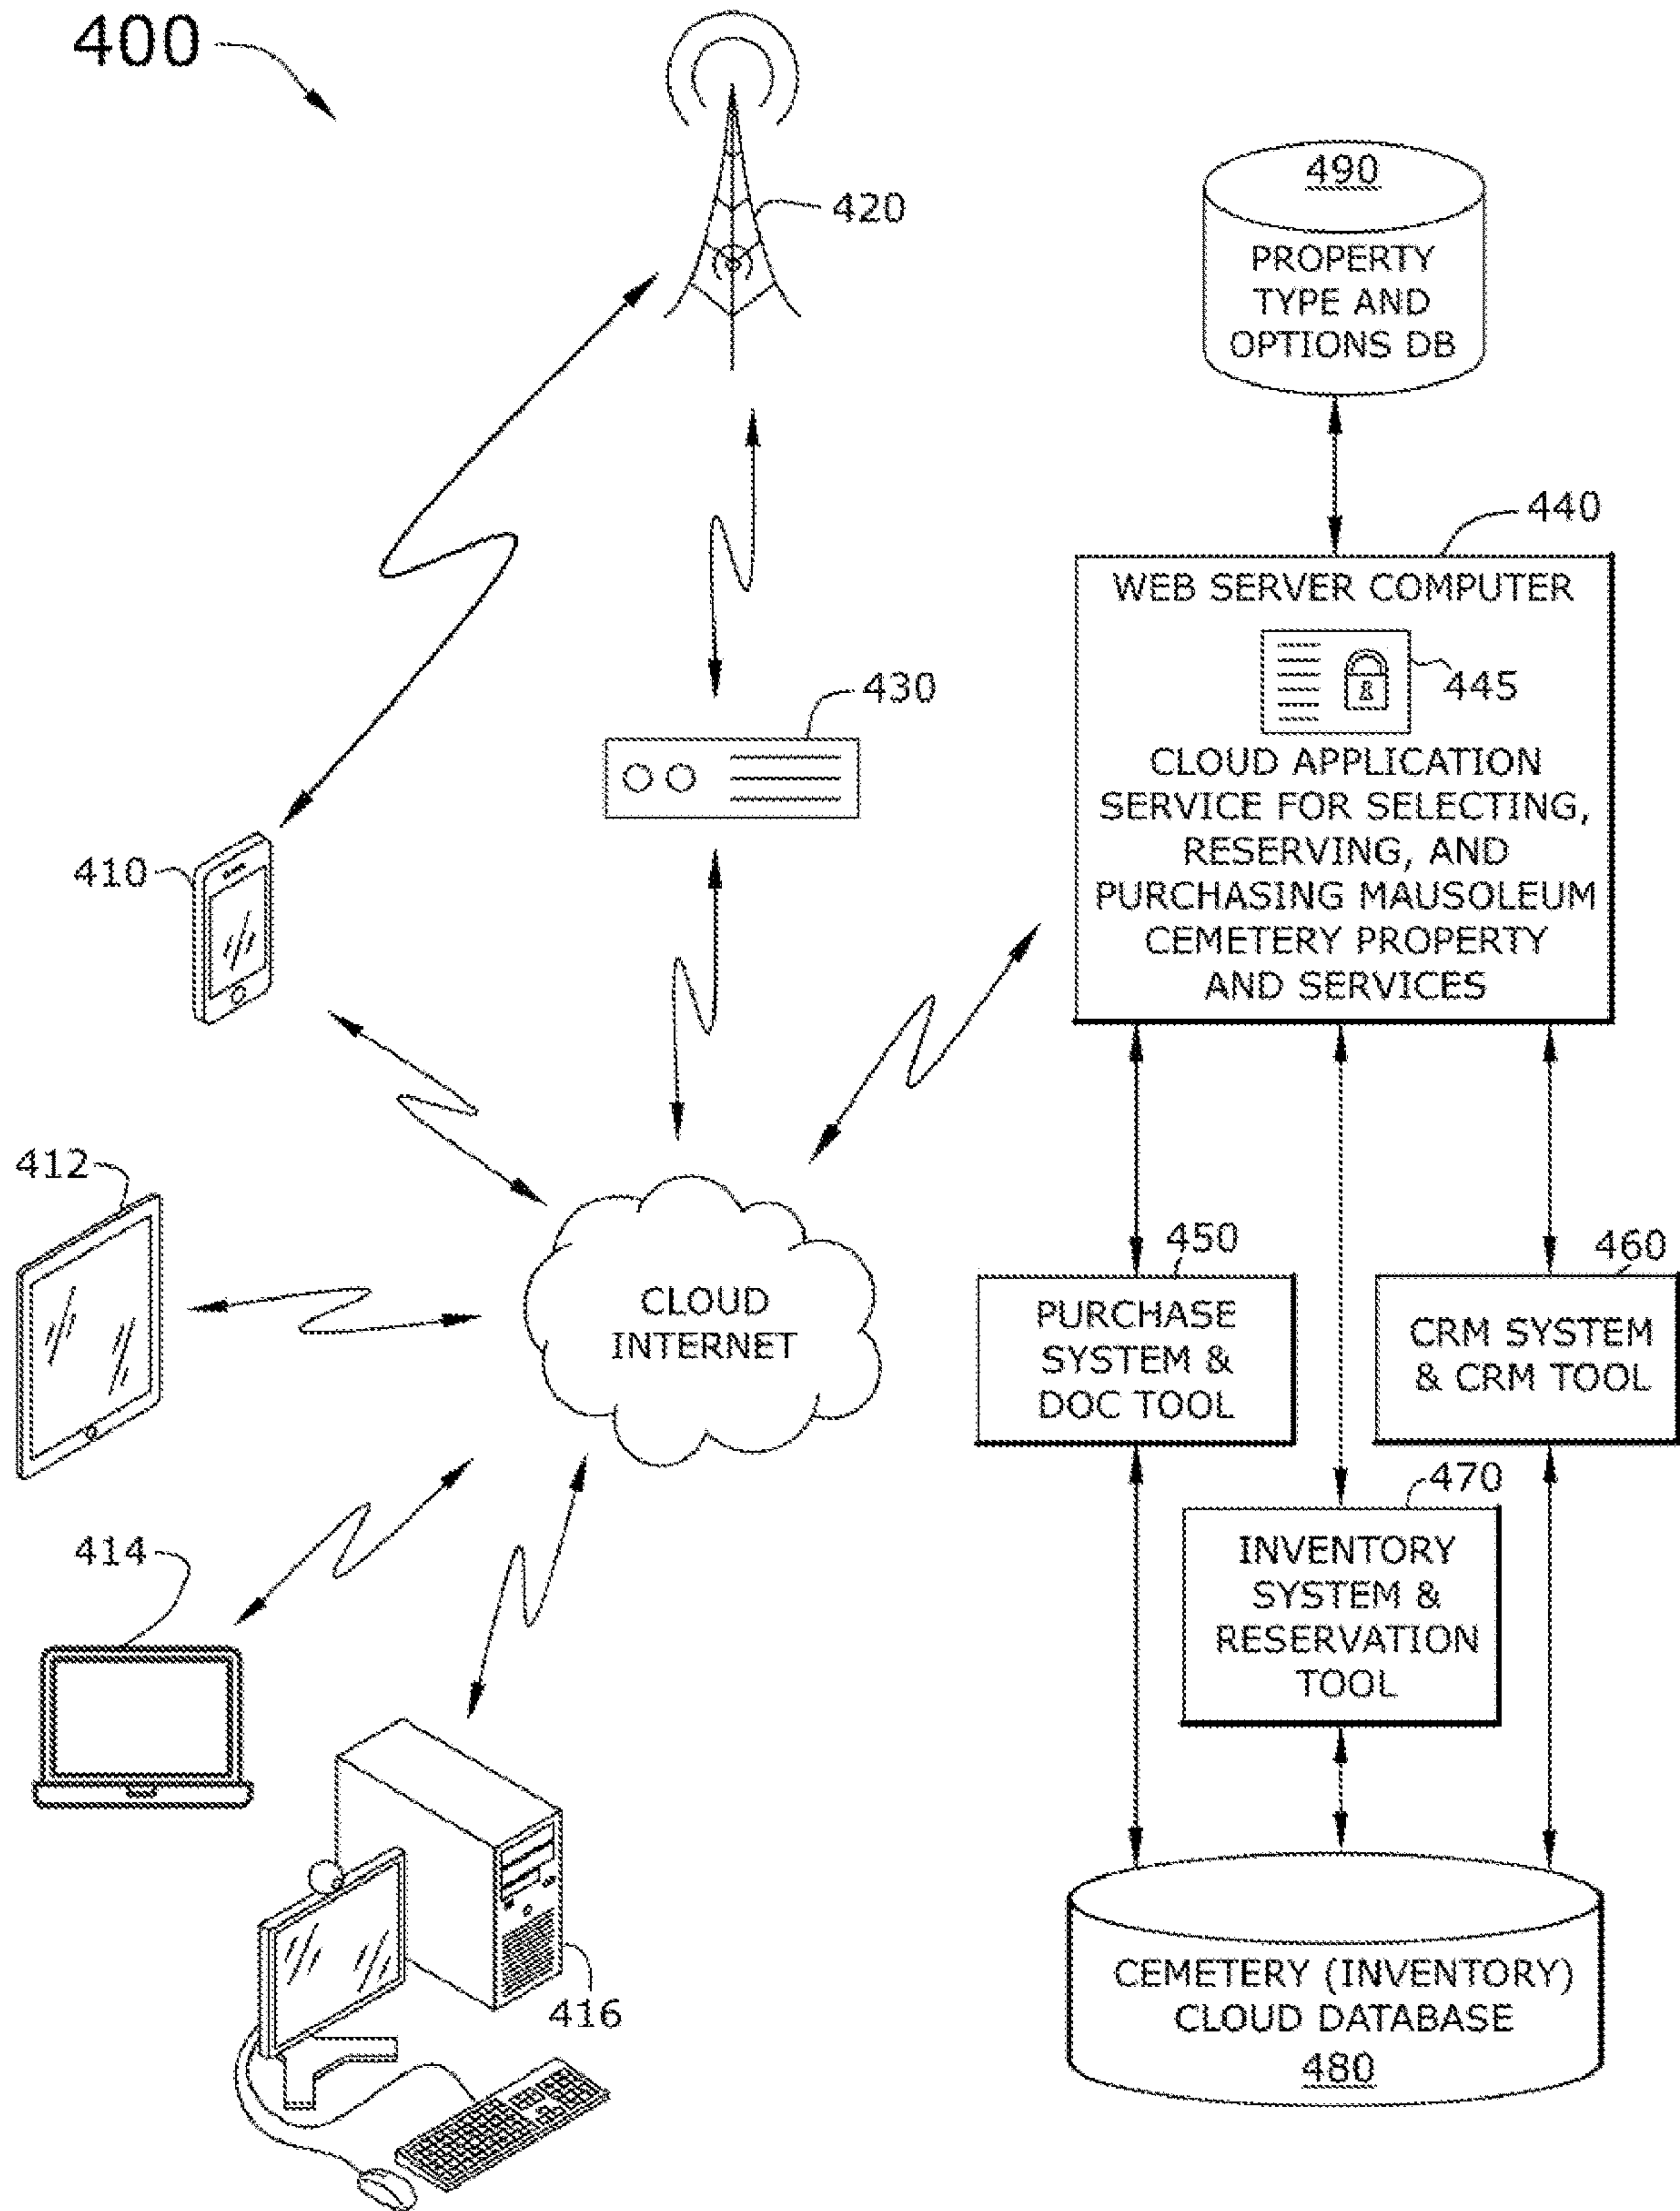 400
420
490
PROPERTY
TYPE AND
OPTIONS DB
440
WEB SERVER COMPUTER
445
CLOUD APPLICATION
SERVICE FOR SELECTING,
RESERVING, AND
PURCHASING MAUSOLEUM
CEMETERY PROPERTY
AND SERVICES
430
410
412
CLOUD
INTERNET
450
PURCHASE
SYSTEM &
DOC TOOL
460
CRM SYSTEM
& CRM TOOL
470
INVENTORY
SYSTEM &
RESERVATION
TOOL
414
416
CEMETERY (INVENTORY)
CLOUD DATABASE
480